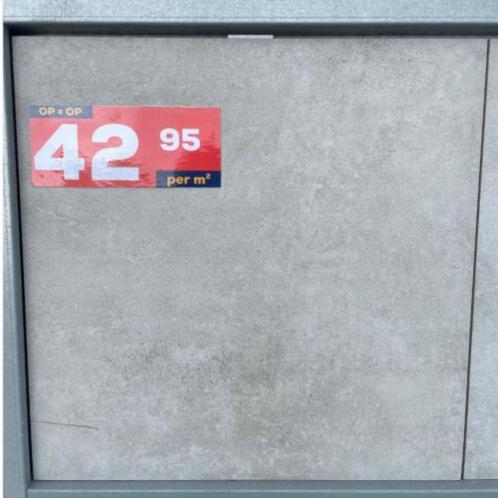 OP = OP
42 95
per m²